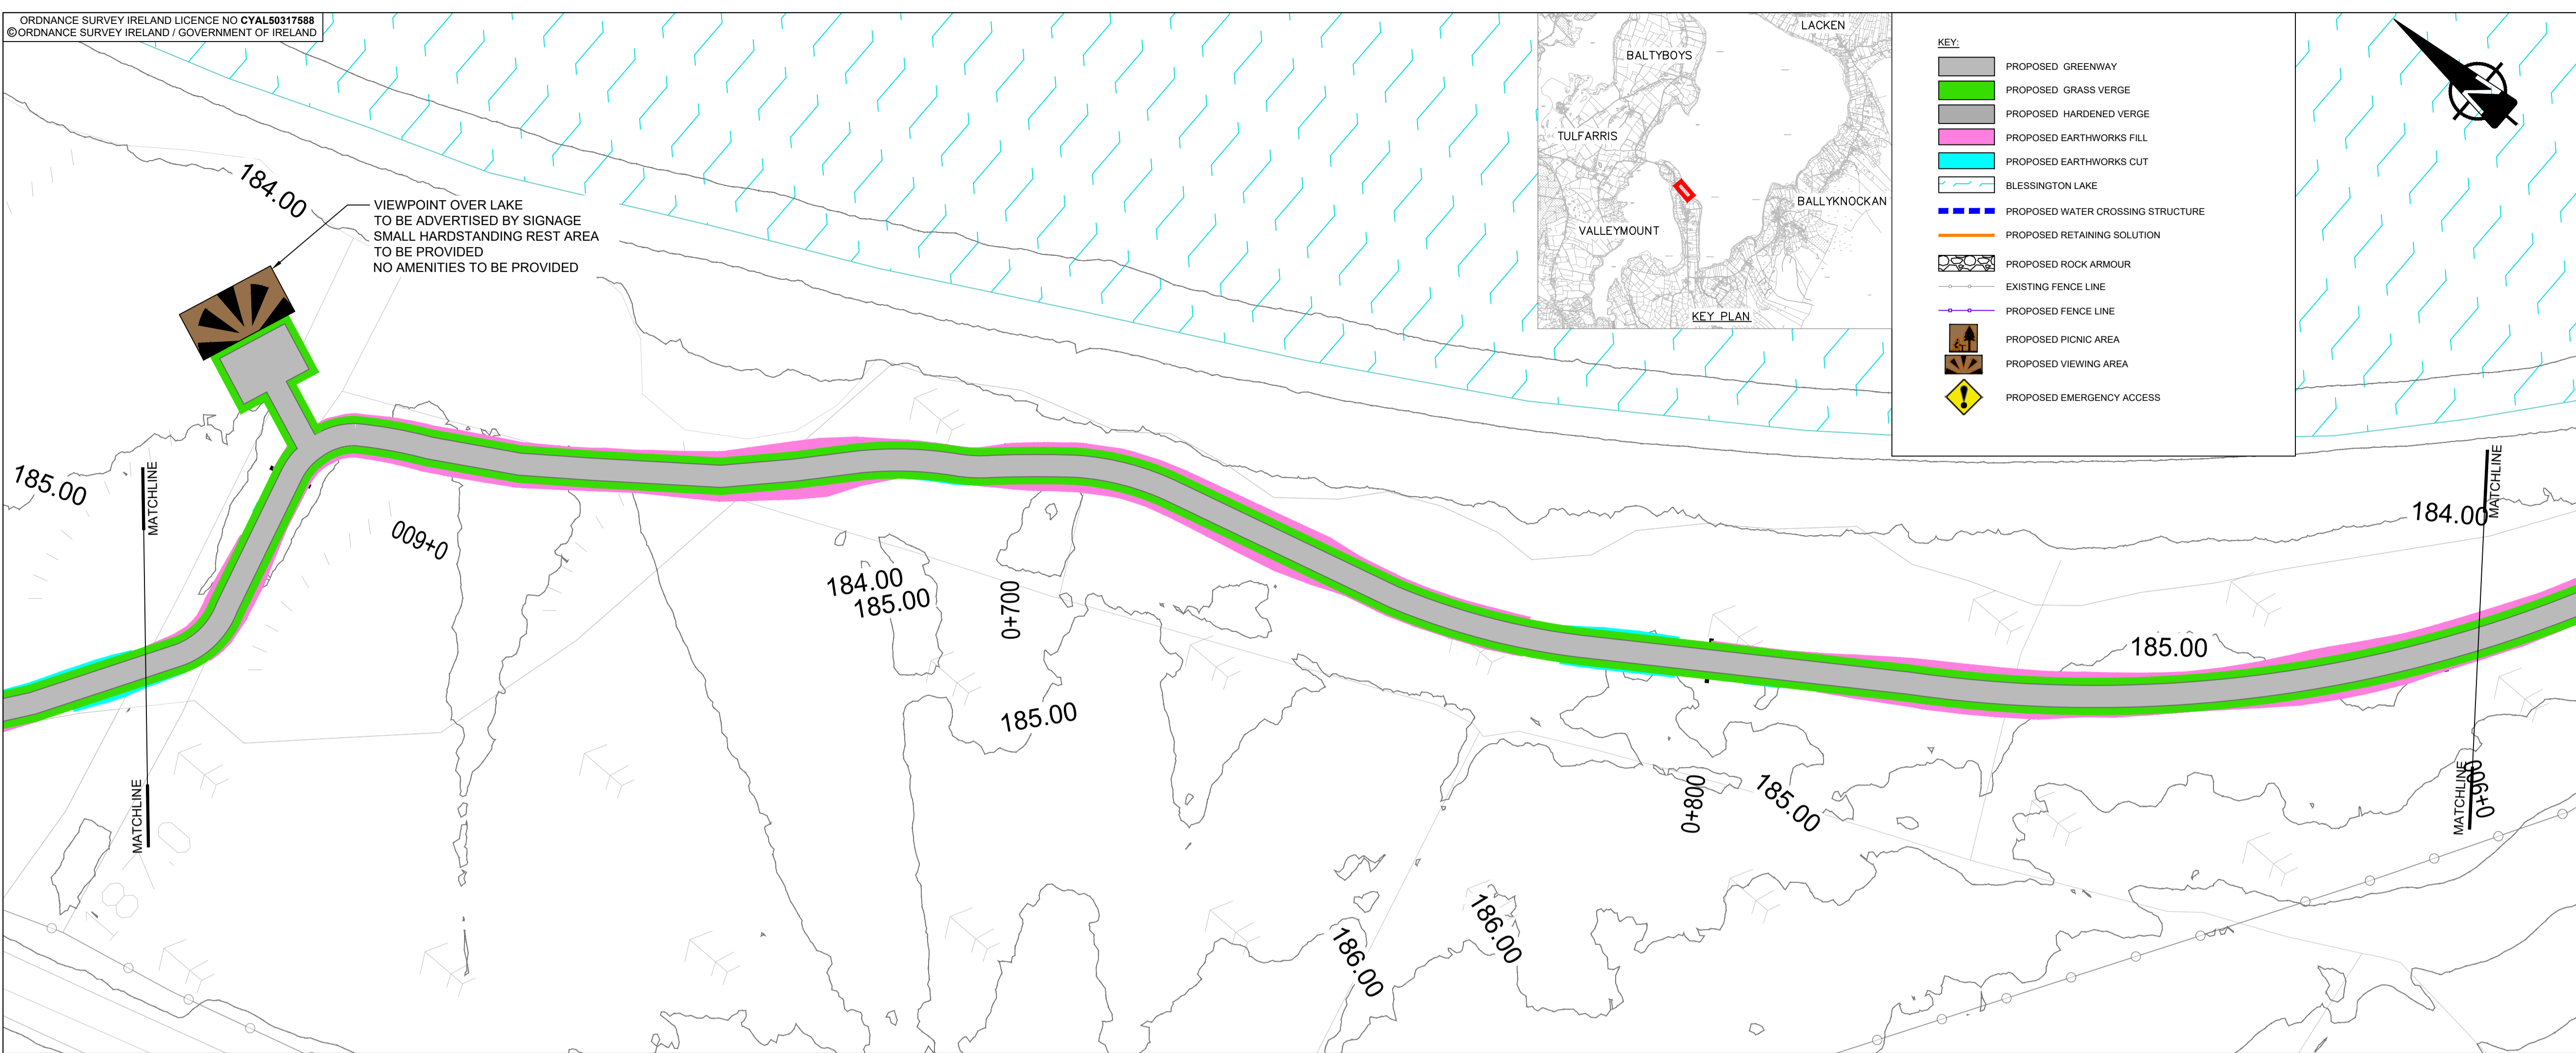 ORDNANCE SURVEY IRELAND LICENCE NO CYAL50317588
©ORDNANCE SURVEY IRELAND / GOVERNMENT OF IRELAND
184.00
VIEWPOINT OVER LAKE
TO BE ADVERTISED BY SIGNAGE
SMALL HARDSTANDING REST AREA
TO BE PROVIDED
NO AMENITIES TO BE PROVIDED
LACKEN
BALTYBOYS
TULFARRIS
BALLYKNOCKAN
VALLEYMOUNT
KEY PLAN
KEY:
PROPOSED GREENWAY
PROPOSED GRASS VERGE
PROPOSED HARDENED VERGE
PROPOSED EARTHWORKS FILL
PROPOSED EARTHWORKS CUT
BLESSINGTON LAKE
PROPOSED WATER CROSSING STRUCTURE
PROPOSED RETAINING SOLUTION
PROPOSED ROCK ARMOUR
EXISTING FENCE LINE
PROPOSED FENCE LINE
PROPOSED PICNIC AREA
PROPOSED VIEWING AREA
PROPOSED EMERGENCY ACCESS
N
185.00
MATCHLINE
0+600
184.00
185.00
0+700
185.00
184.00
MATCHLINE
185.00
MATCHLINE
0+800
185.00
MATCHLINE
0+900
186.00
186.00